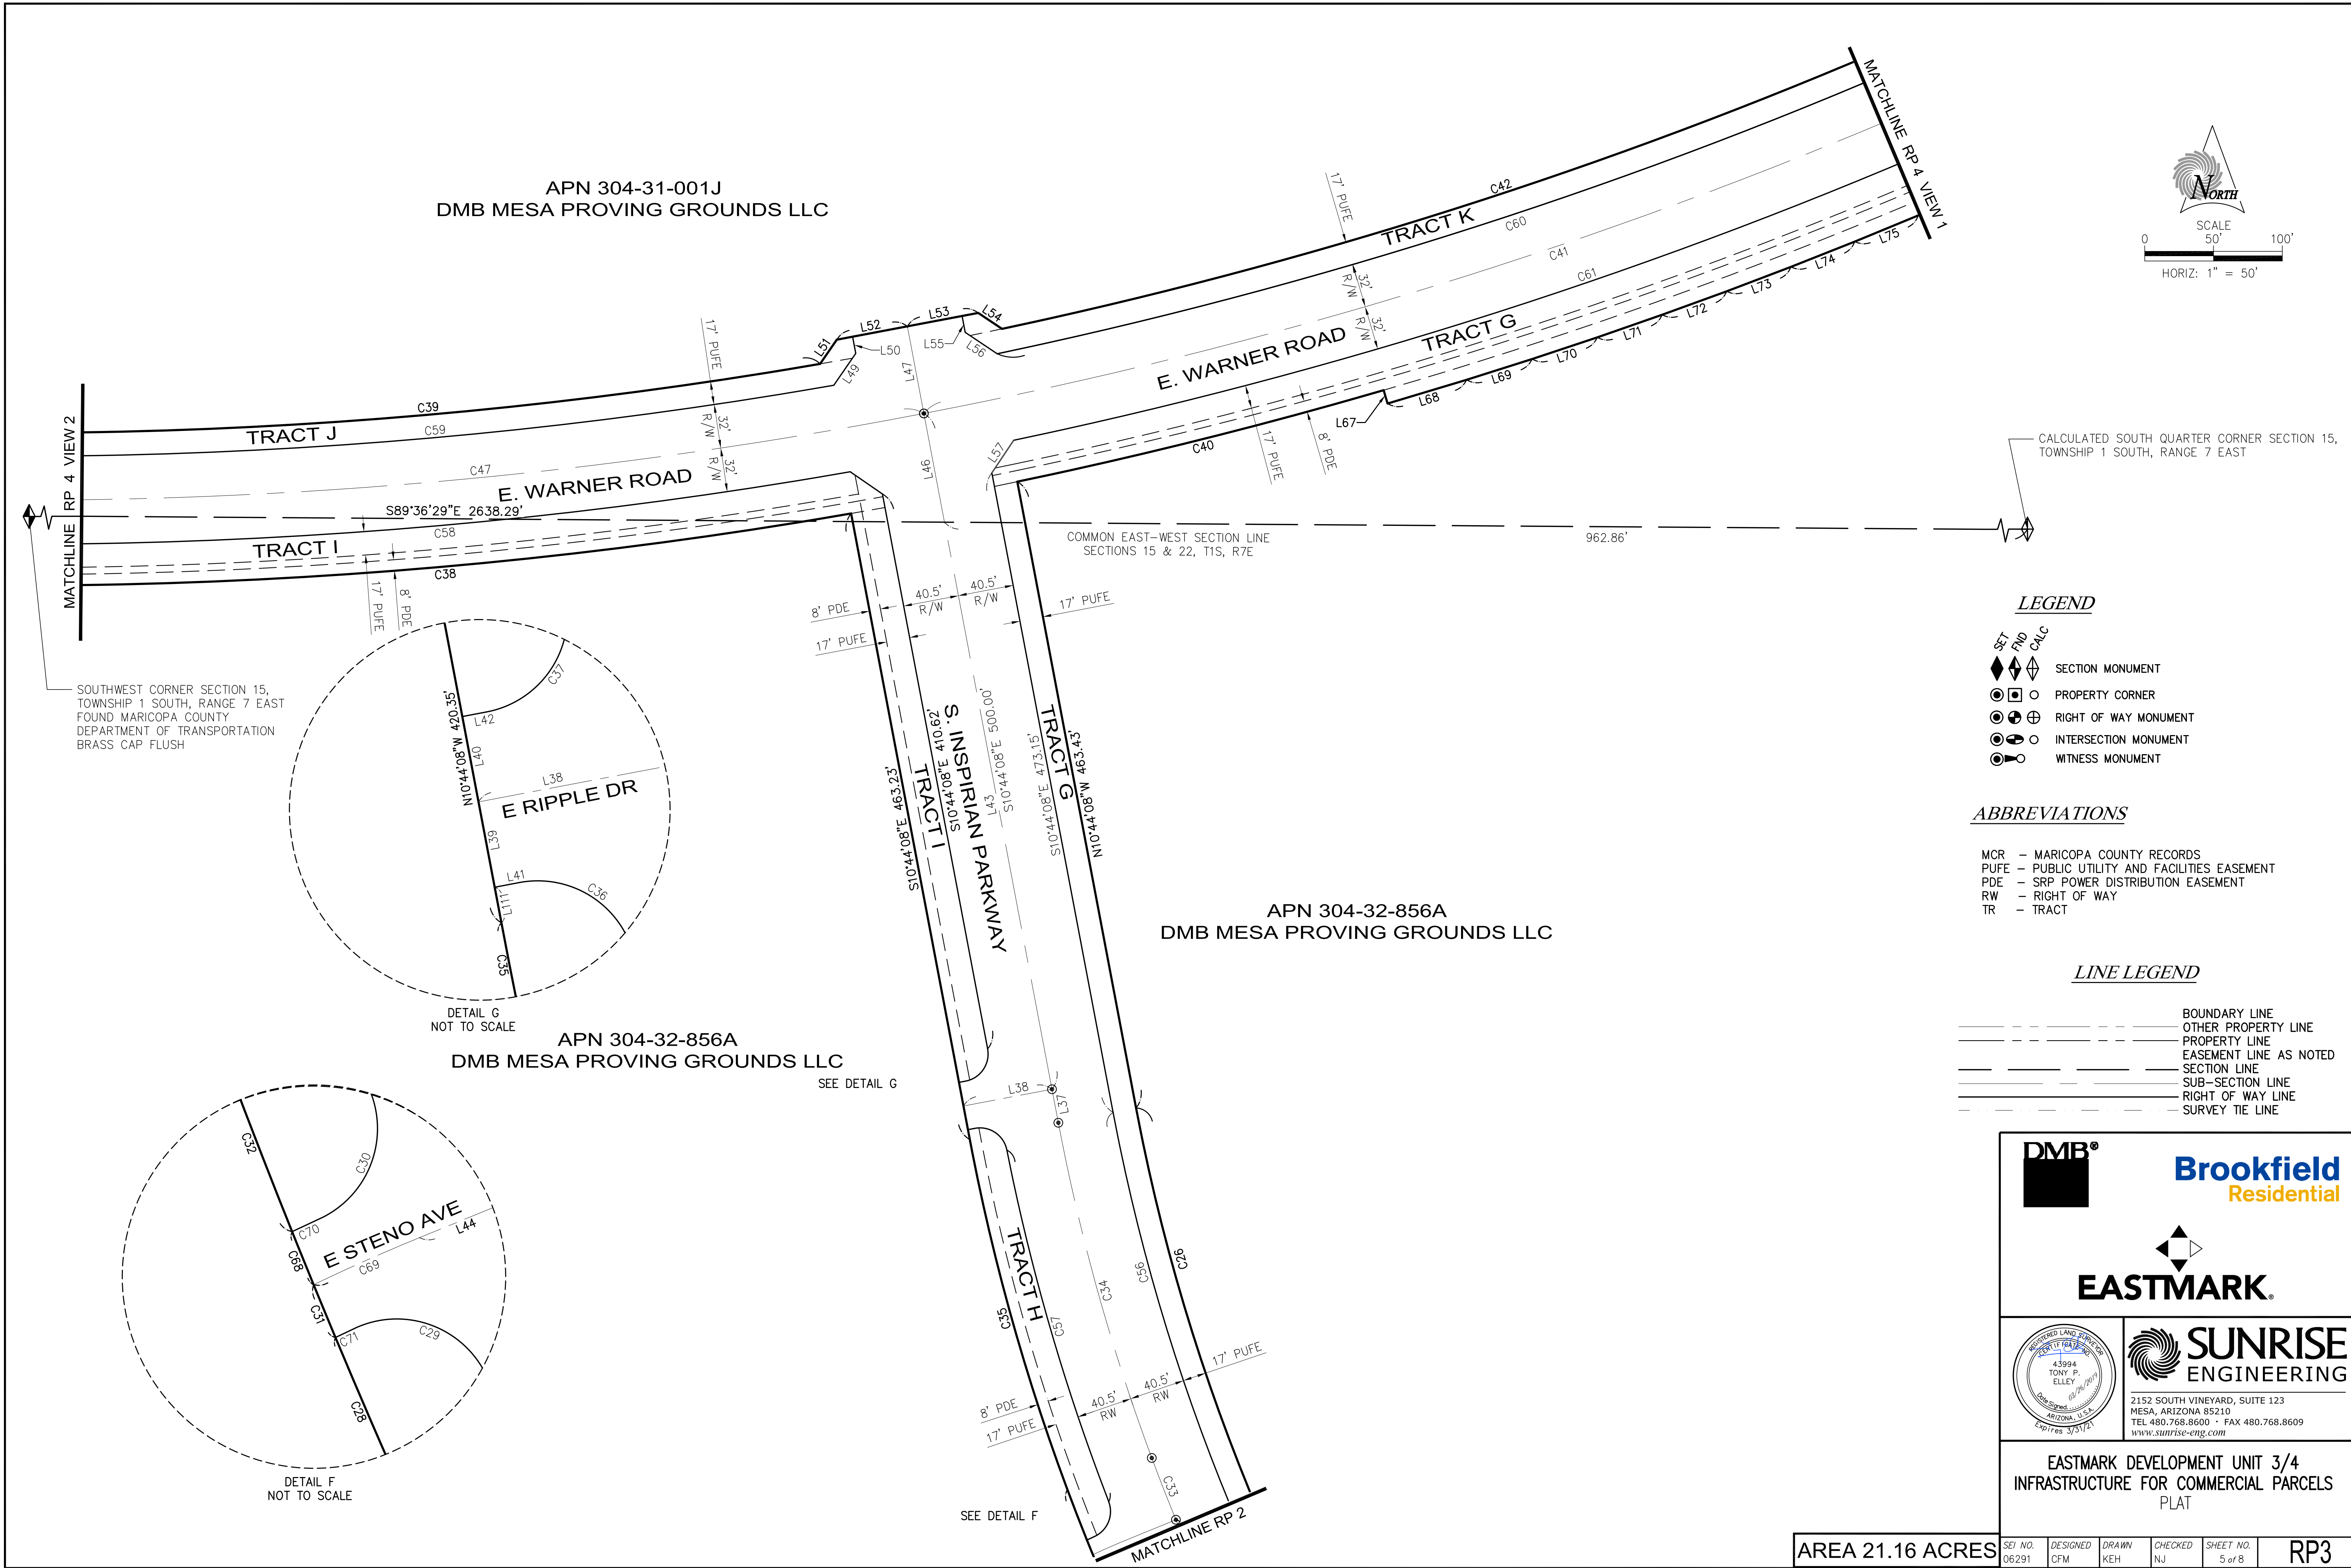 APN 304-31-001J
DMB MESA PROVING GROUNDS LLC
MATCHLINE RP 4 VIEW 1
NORTH
SCALE
0 50' 100'
HORIZ: 1" = 50'
17' PUFE
C42
TRACT K
C60
C41
C61
32'
R/W
32'
R/W
TRACT G
E. WARNER ROAD
L75
L74
L73
L72
L71
L70
L69
L68
L67
C40
17' PUFE
8' PDE
L51
L52
L53
L54
L50
L55
L56
L49
L47
L46
L57
17' PUFE
32'
R/W
32'
R/W
MATCHLINE RP 4 VIEW 2
TRACT J
C39
C59
C47
E. WARNER ROAD
S89°36'29"E 2638.29'
C58
TRACT I
C38
17' PUFE
8' PDE
CALCULATED SOUTH QUARTER CORNER SECTION 15,
TOWNSHIP 1 SOUTH, RANGE 7 EAST
COMMON EAST-WEST SECTION LINE
SECTIONS 15 & 22, T1S, R7E
962.86'
SOUTHWEST CORNER SECTION 15,
TOWNSHIP 1 SOUTH, RANGE 7 EAST
FOUND MARICOPA COUNTY
DEPARTMENT OF TRANSPORTATION
BRASS CAP FLUSH
8' PDE
17' PUFE
40.5'
R/W
40.5'
R/W
17' PUFE
S10°44'08"E 463.23'
TRACT I
S10°44'08"E 410.62'
S. INSPIRIAN PARKWAY
L43
S10°44'08"E 500.00'
S10°44'08"E 473.15'
TRACT G
N10°44'08"W 463.43'
N10°44'08"W 420.35'
C37
L42
L40
L38
E RIPPLE DR
L39
L41
L111
C36
C35
DETAIL G
NOT TO SCALE
APN 304-32-856A
DMB MESA PROVING GROUNDS LLC
APN 304-32-856A
DMB MESA PROVING GROUNDS LLC
SEE DETAIL G
L38
L37
C32
C30
C70
E STENO AVE
L44
C68
C69
C31
C71
C29
C28
DETAIL F
NOT TO SCALE
TRACT H
C35
C57
C34
C56
C26
8' PDE
17' PUFE
40.5'
RW
40.5'
RW
17' PUFE
C33
SEE DETAIL F
MATCHLINE RP 2
LEGEND
SET FND CALC
SECTION MONUMENT
PROPERTY CORNER
RIGHT OF WAY MONUMENT
INTERSECTION MONUMENT
WITNESS MONUMENT
ABBREVIATIONS
MCR – MARICOPA COUNTY RECORDS
PUFE – PUBLIC UTILITY AND FACILITIES EASEMENT
PDE – SRP POWER DISTRIBUTION EASEMENT
RW – RIGHT OF WAY
TR – TRACT
LINE LEGEND
BOUNDARY LINE
OTHER PROPERTY LINE
PROPERTY LINE
EASEMENT LINE AS NOTED
SECTION LINE
SUB-SECTION LINE
RIGHT OF WAY LINE
SURVEY TIE LINE
DMB®
Brookfield
Residential
EASTMARK®
REGISTERED LAND SURVEYOR
CERTIFICATE NO.
43994
TONY P.
ELLEY
Date Signed
ARIZONA, U.S.A.
Expires 3/31/21
SUNRISE
ENGINEERING
2152 SOUTH VINEYARD, SUITE 123
MESA, ARIZONA 85210
TEL 480.768.8600 · FAX 480.768.8609
www.sunrise-eng.com
EASTMARK DEVELOPMENT UNIT 3/4
INFRASTRUCTURE FOR COMMERCIAL PARCELS
PLAT
AREA 21.16 ACRES
SEI NO. DESIGNED DRAWN CHECKED SHEET NO.
06291 CFM KEH NJ 5 of 8 RP3